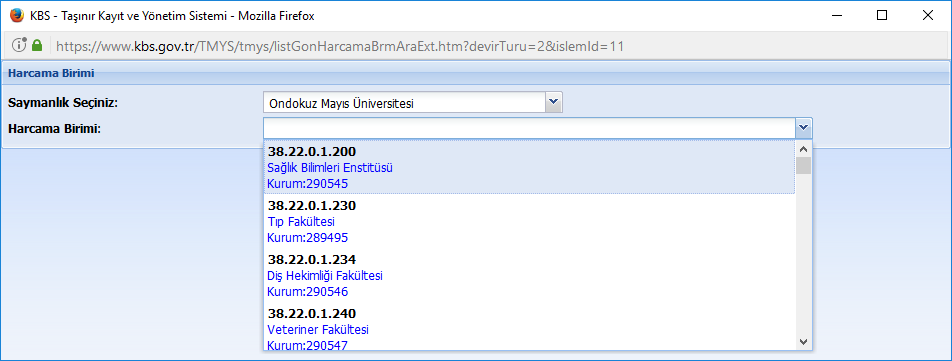 KBS - Taşınır Kayıt ve Yönetim Sistemi - Mozilla Firefox
https://www.kbs.gov.tr/TMYS/tmys/listGonHarcamaBrmAraExt.htm?devirTuru=2&islemId=11
Harcama Birimi
Saymanlık Seçiniz: Ondokuz Mayıs Üniversitesi
Harcama Birimi:
38.22.0.1.200
Sağlık Bilimleri Enstitüsü
Kurum:290545
38.22.0.1.230
Tıp Fakültesi
Kurum:289495
38.22.0.1.234
Diş Hekimliği Fakültesi
Kurum:290546
38.22.0.1.240
Veteriner Fakültesi
Kurum:290547